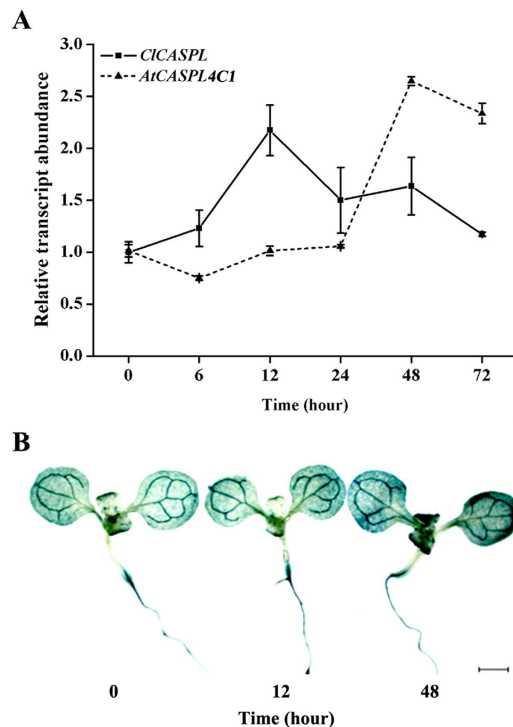 A
ClCASPL
AtCASPL4C1
Relative transcript abundance
3.0
2.5
2.0
1.5
1.0
0.5
0.0
0 6 12 24 48 72
Time (hour)
B
0 12 48
Time (hour)